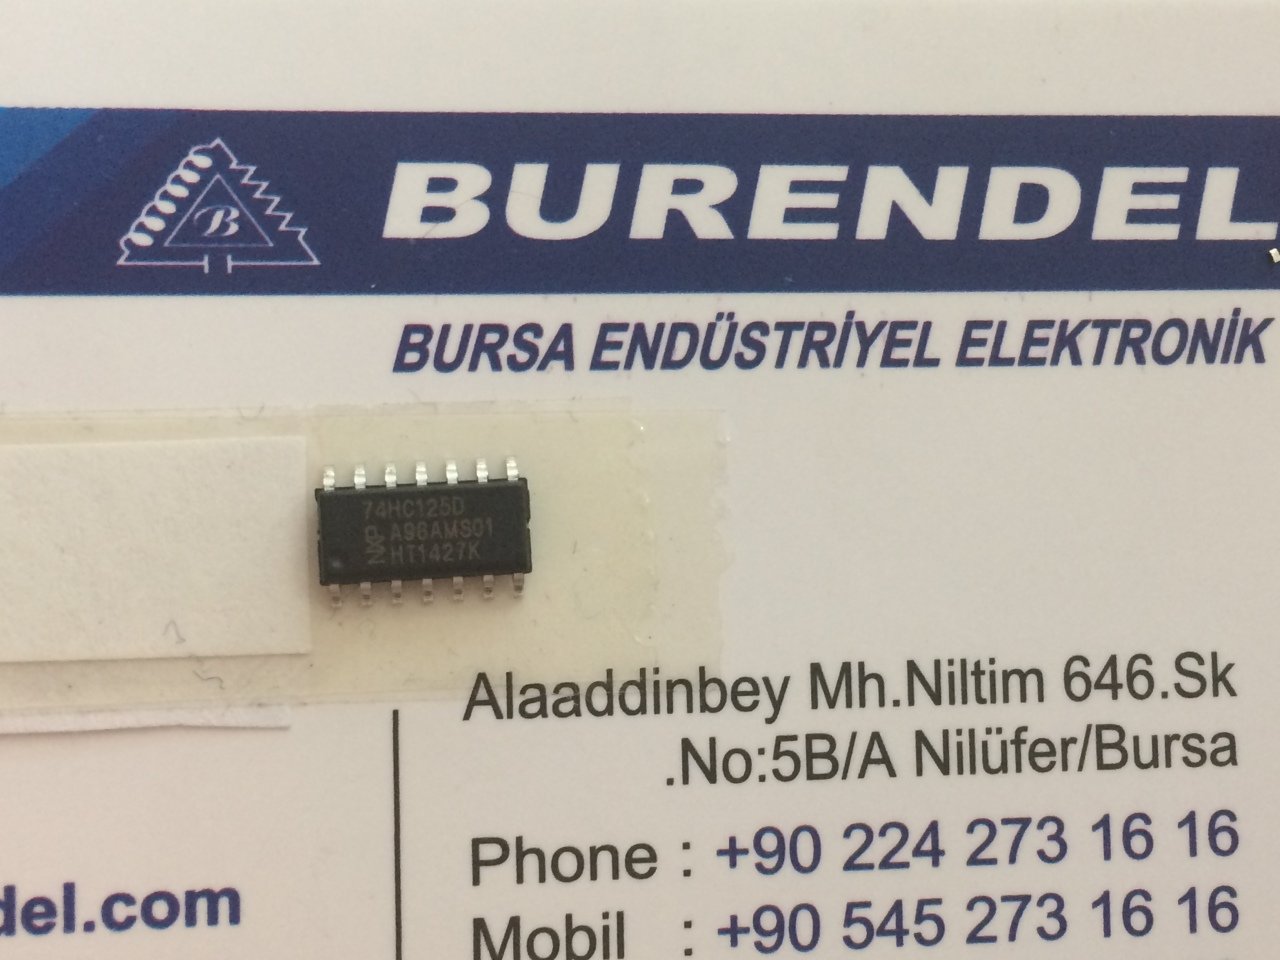 B
BURENDEL
BURSA ENDÜSTRİYEL ELEKTRONİK
74HC125D
NXP
A98AMS01
HT1427K
Alaaddinbey Mh.Niltim 646.Sk
.No:5B/A Nilüfer/Bursa
Phone : +90 224 273 16 16
del.com
Mobil : +90 545 273 16 16